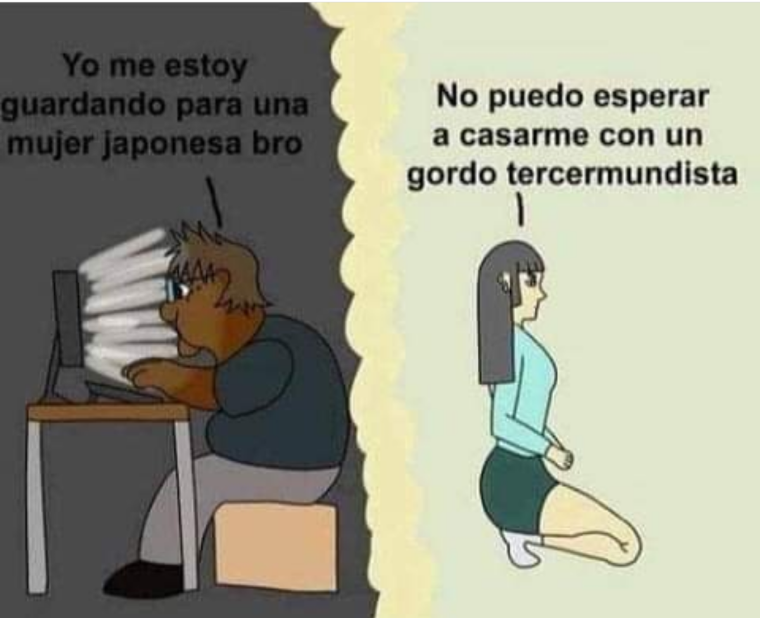 Yo me estoy
guardando para una
mujer japonesa bro
No puedo esperar
a casarme con un
gordo tercermundista